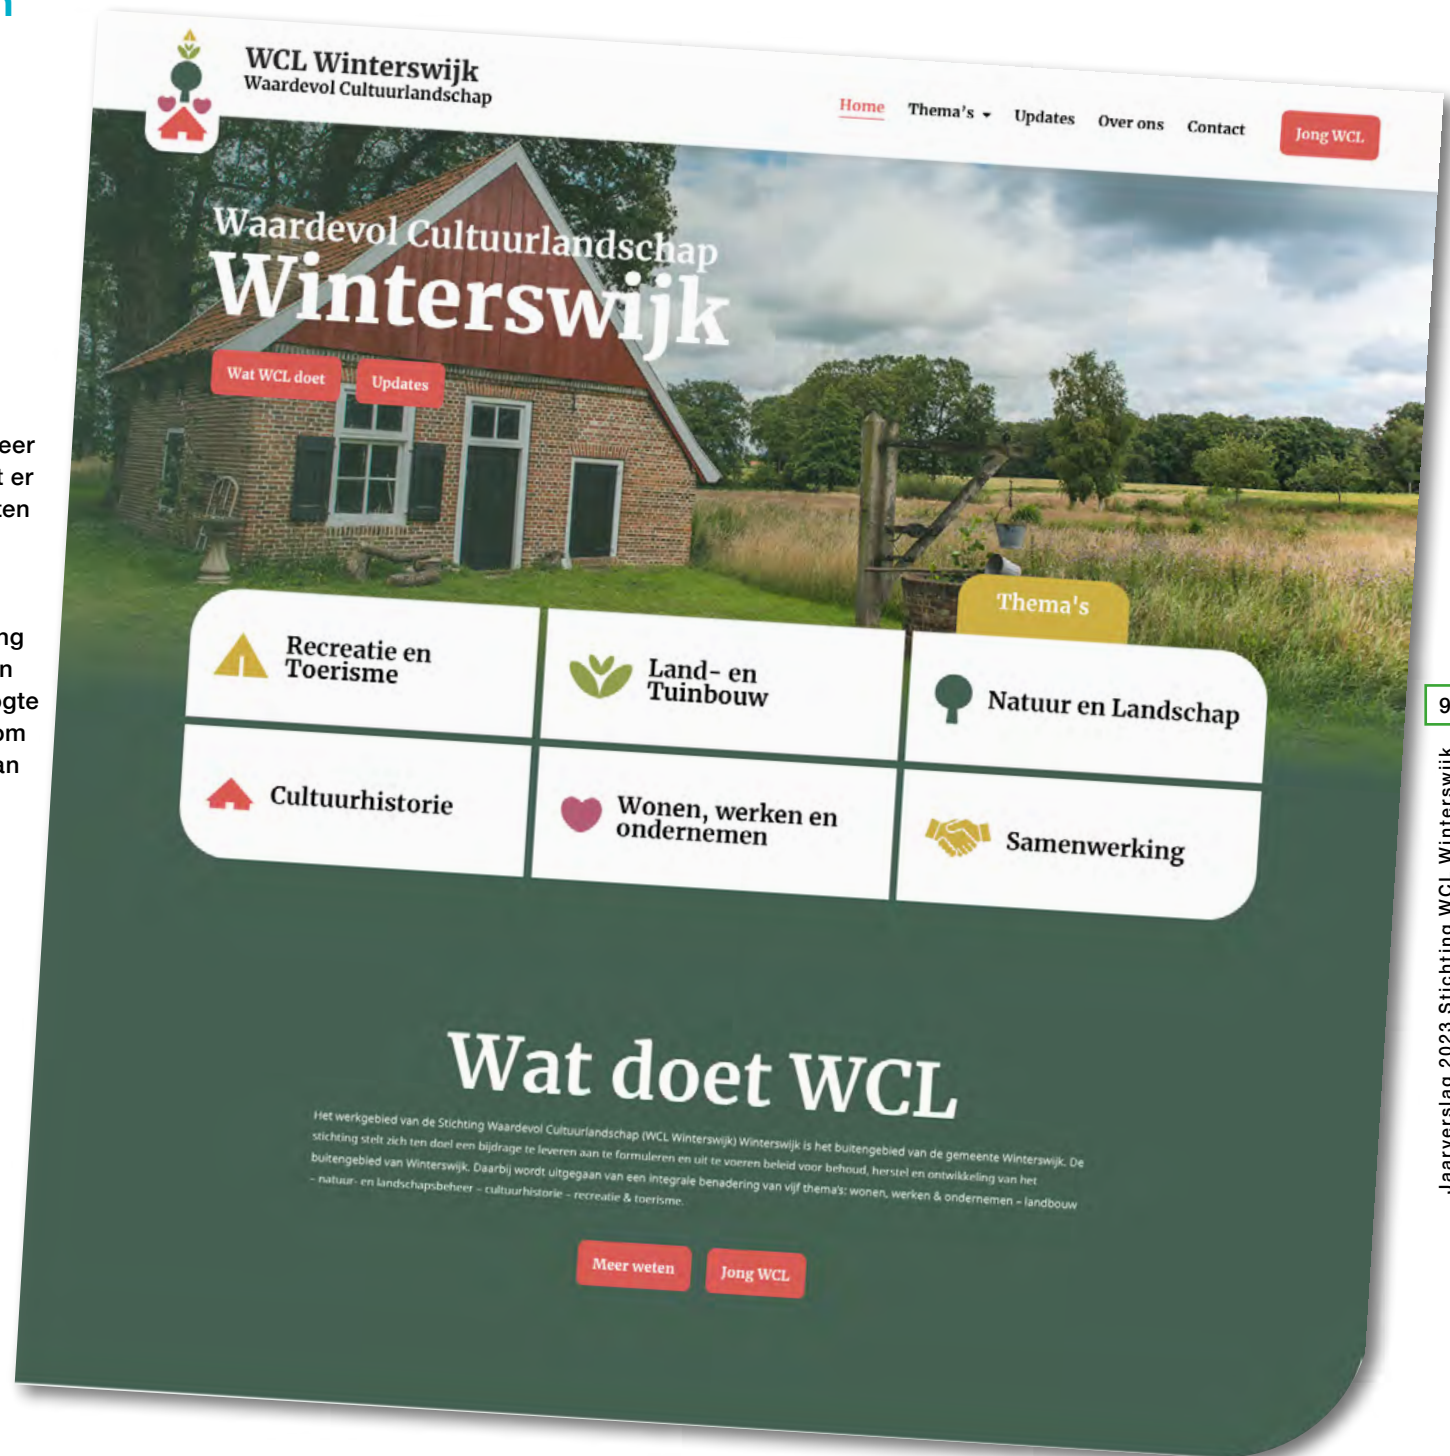 WCL Winterswijk
Waardevol Cultuurlandschap
Home Thema's Updates Over ons Contact Jong WCL
Waardevol Cultuurlandschap
Winterswijk
Wat WCL doet Updates
Thema's
Recreatie en
Toerisme
Land- en
Tuinbouw
Natuur en Landschap
Cultuurhistorie
Wonen, werken en
ondernemen
Samenwerking
Wat doet WCL
Het werkgebied van de Stichting Waardevol Cultuurlandschap (WCL Winterswijk) Winterswijk is het buitengebied van de gemeente Winterswijk. De
stichting stelt zich ten doel een bijdrage te leveren aan te formuleren en uit te voeren beleid voor behoud, herstel en ontwikkeling van het
buitengebied van Winterswijk. Daarbij wordt uitgegaan van een integrale benadering van vijf thema's: wonen, werken & ondernemen – landbouw
– natuur- en landschapsbeheer – cultuurhistorie – recreatie & toerisme.
Meer weten Jong WCL
9
Jaarverslag 2023 Stichting WCL Winterswijk